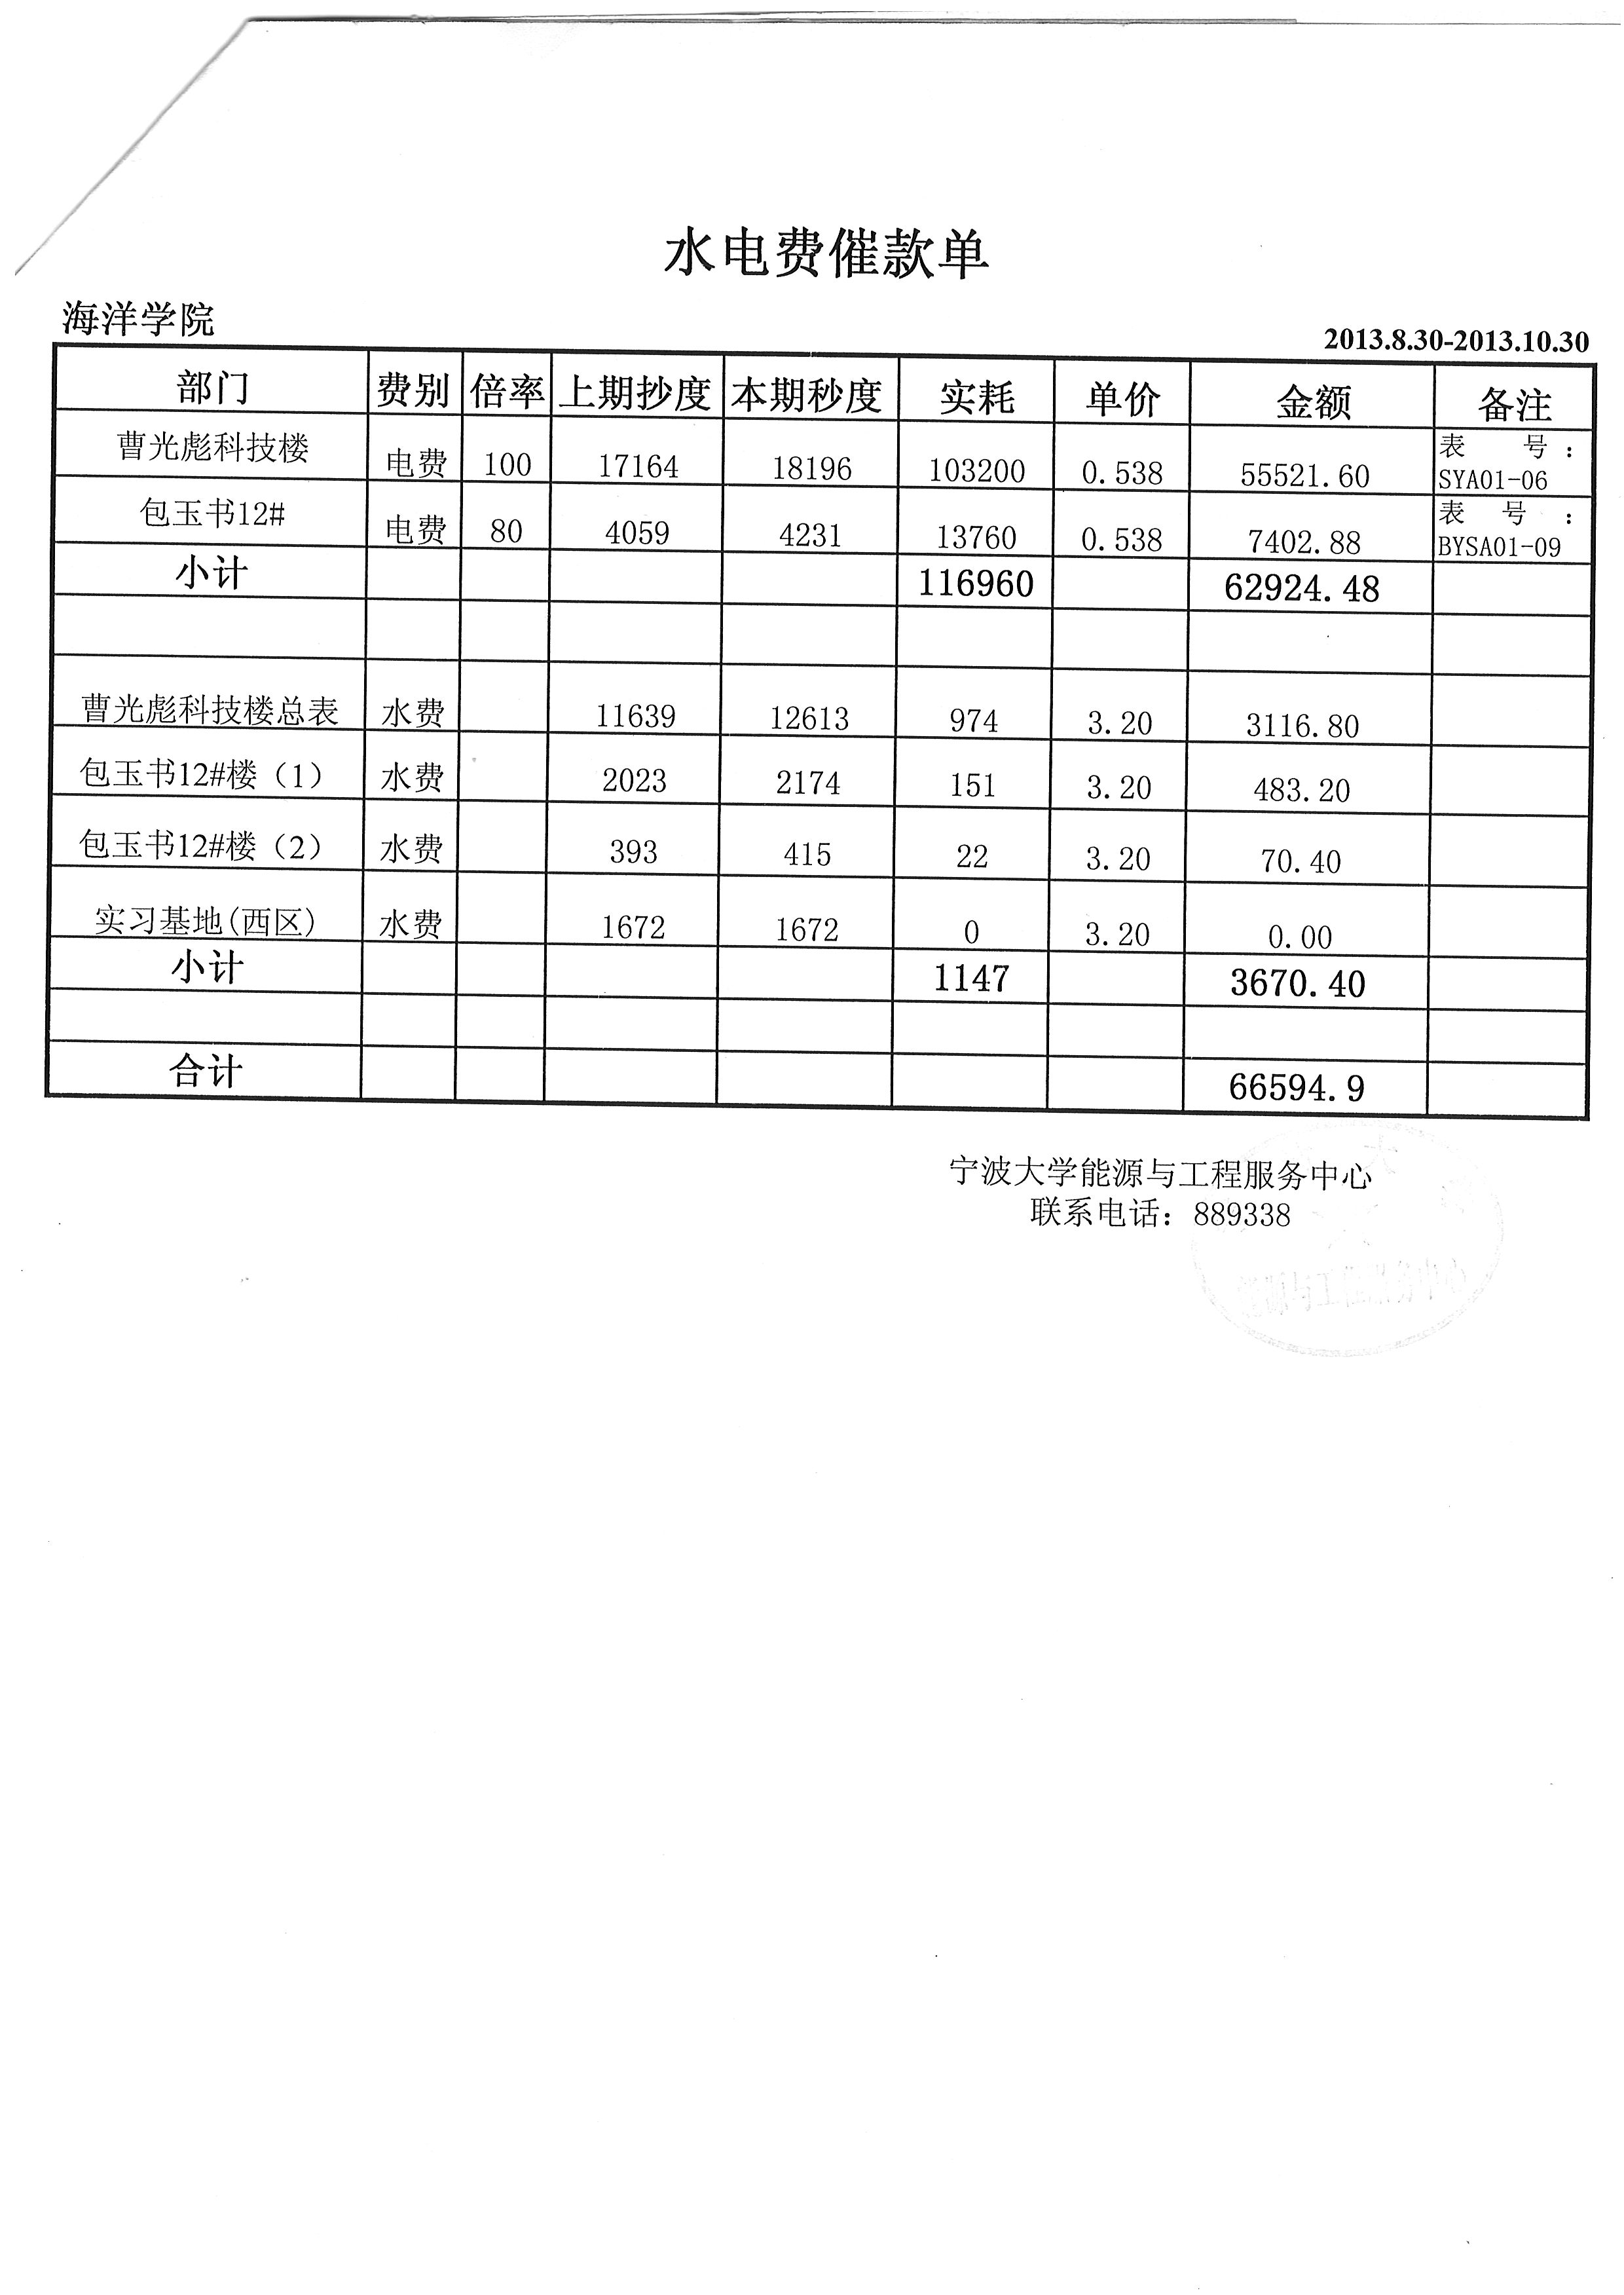 水电费催款单
海洋学院
2013.8.30-2013.10.30
部门 费别 倍率 上期抄度 本期秒度 实耗 单价 金额 备注
曹光彪科技楼 电费 100 17164 18196 103200 0.538 55521.60 表号：SYA01-06
包玉书12# 电费 80 4059 4231 13760 0.538 7402.88 表号：BYSA01-09
小计 116960 62924.48
曹光彪科技楼总表 水费 11639 12613 974 3.20 3116.80
包玉书12#楼（1） 水费 2023 2174 151 3.20 483.20
包玉书12#楼（2） 水费 393 415 22 3.20 70.40
实习基地(西区) 水费 1672 1672 0 3.20 0.00
小计 1147 3670.40
合计 66594.9
宁波大学能源与工程服务中心
联系电话：889338